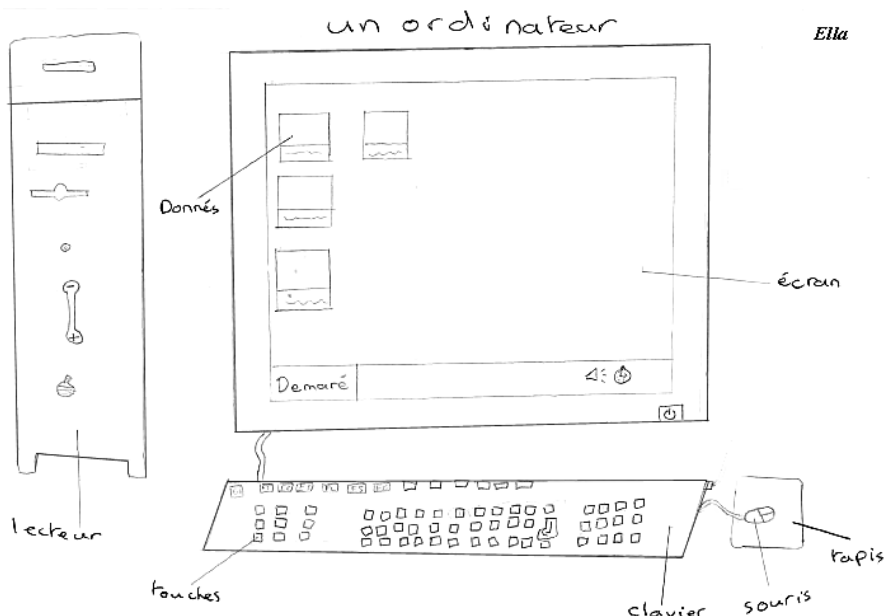 un ordinateur
Ella
Donnés
écran
Demaré
lecteur
touches
clavier
souris
tapis